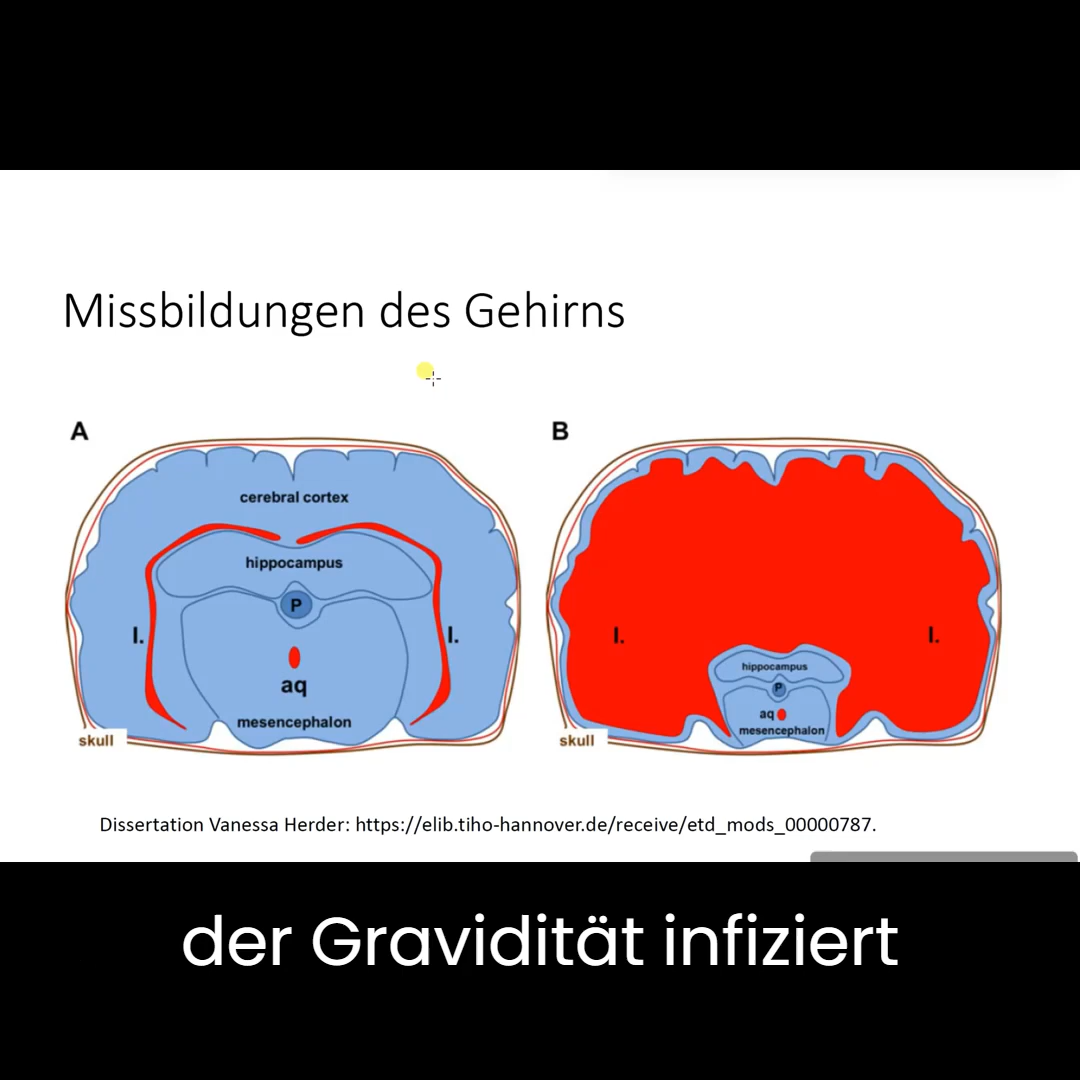 Missbildungen des Gehirns
A
cerebral cortex
hippocampus
P
l.
l.
aq
mesencephalon
skull
B
l.
l.
hippocampus
P
aq
mesencephalon
skull
Dissertation Vanessa Herder: https://elib.tiho-hannover.de/receive/etd_mods_00000787.
der Gravidität infiziert